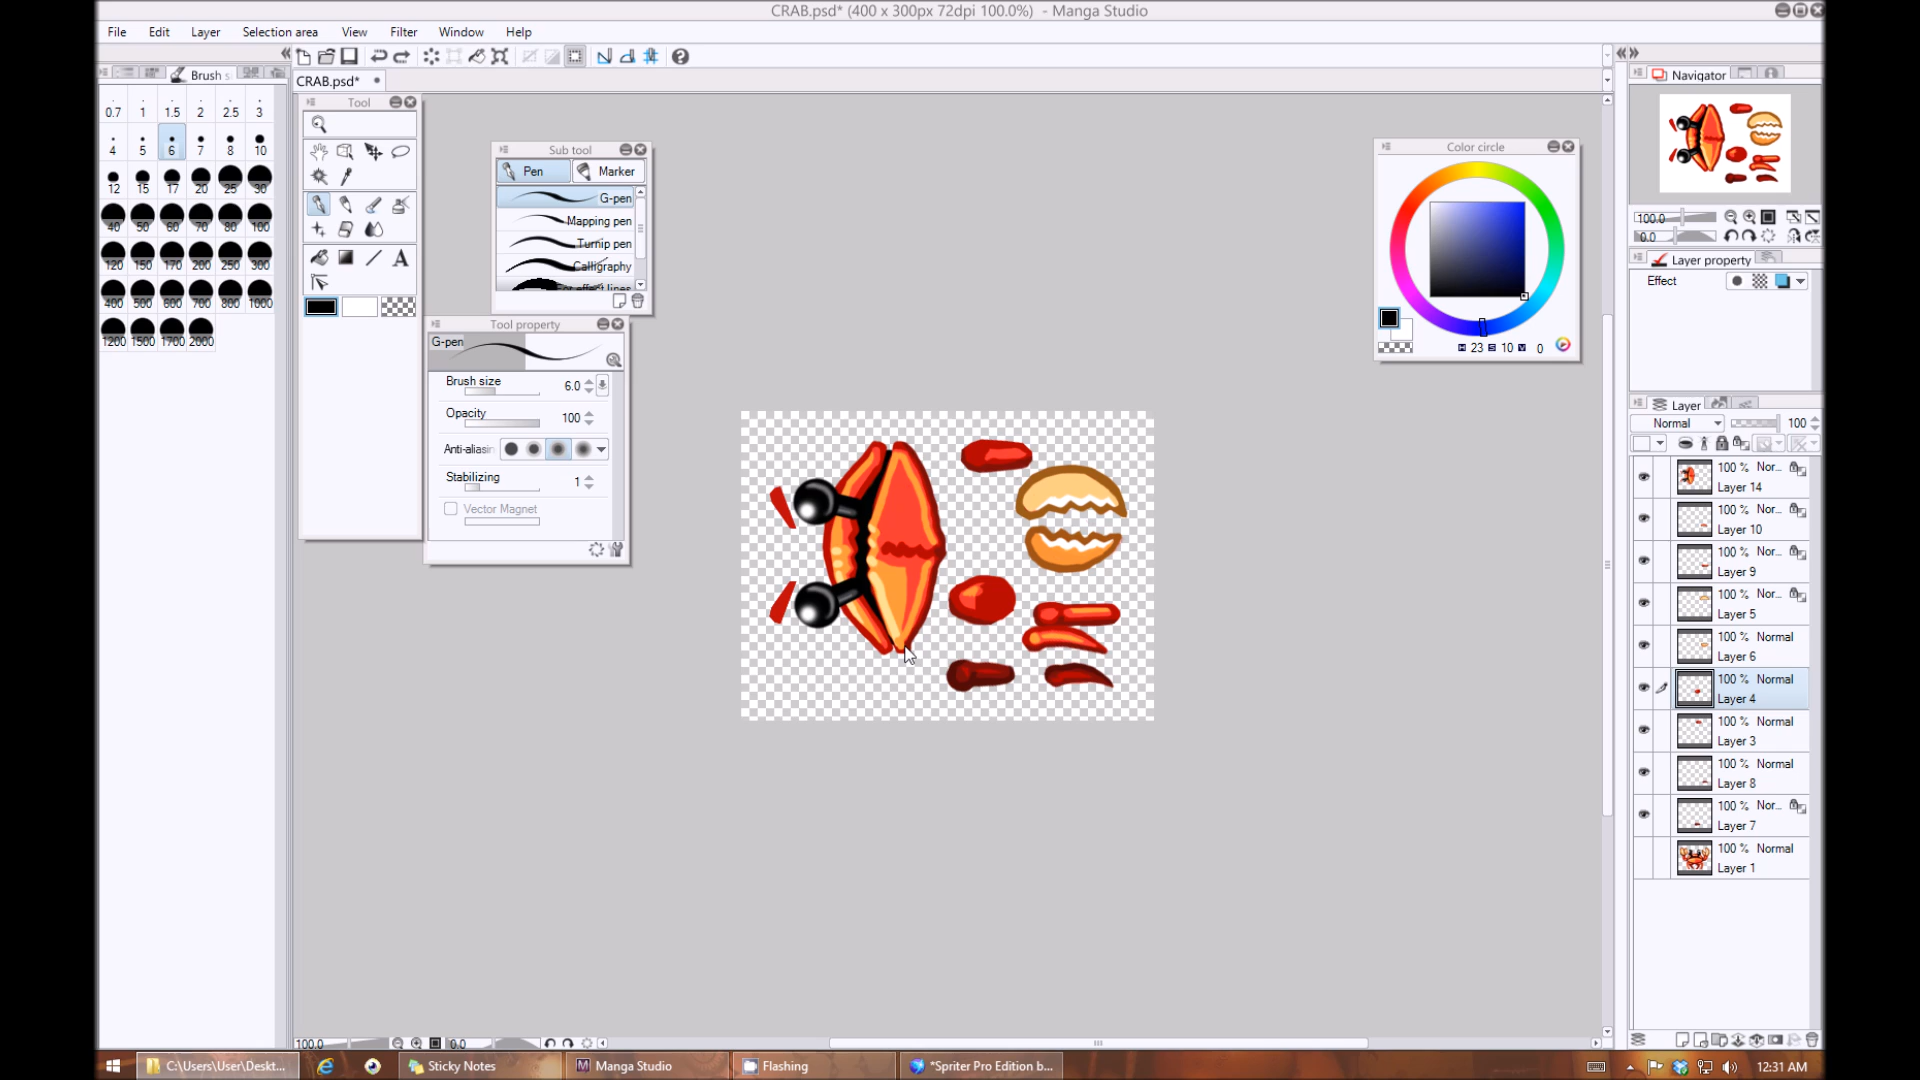 CRAB.psd* (400 x 300px 72dpi 100.0%) - Manga Studio
File Edit Layer Selection area View Filter Window Help
Brush s
CRAB.psd*
0.7 1 1.5 2 2.5 3
4 5 6 7 8 10
12 15 17 20 25 30
40 50 60 70 80 100
120 150 170 200 250 300
400 500 600 700 800 1000
1200 1500 1700 2000
Tool
Sub tool
Pen Marker
G-pen
Mapping pen
Turnip pen
Calligraphy
For effect lines
Tool property
G-pen
Brush size 6.0
Opacity 100
Anti-aliasin
Stabilizing 1
Vector Magnet
Color circle
H 23 S 10 V 0
Navigator
100.0
0.0
Layer property
Effect
Layer
Normal 100
100 % Nor...
Layer 14
100 % Nor...
Layer 10
100 % Nor...
Layer 9
100 % Nor...
Layer 5
100 % Normal
Layer 6
100 % Normal
Layer 4
100 % Normal
Layer 3
100 % Normal
Layer 8
100 % Nor...
Layer 7
100 % Normal
Layer 1
100.0 0.0
C:\Users\User\Deskt... Sticky Notes Manga Studio Flashing *Spriter Pro Edition b... 12:31 AM